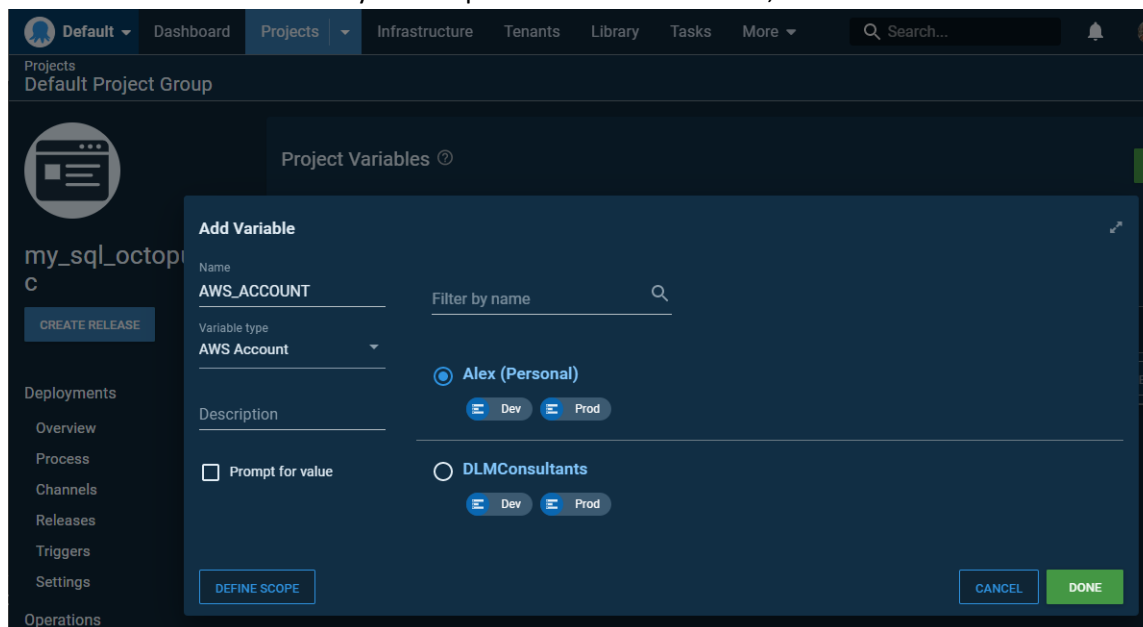 Default Dashboard Projects Infrastructure Tenants Library Tasks More Search...
Projects
Default Project Group
Project Variables
my_sql_octop
c
CREATE RELEASE
Deployments
Overview
Process
Channels
Releases
Triggers
Settings
Operations
Add Variable
Name
AWS_ACCOUNT
Variable type
AWS Account
Description
Prompt for value
Filter by name
Alex (Personal)
Dev Prod
DLMConsultants
Dev Prod
DEFINE SCOPE CANCEL DONE